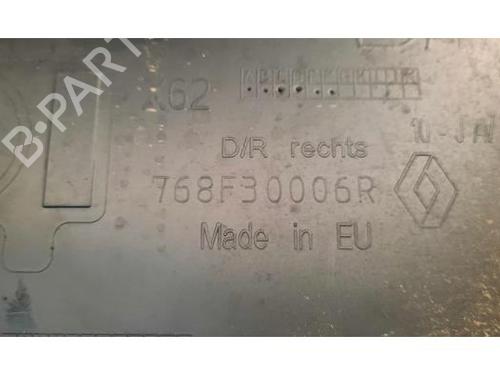 X62
D/R rechts
768F30006R
Made in EU
B-PARTS